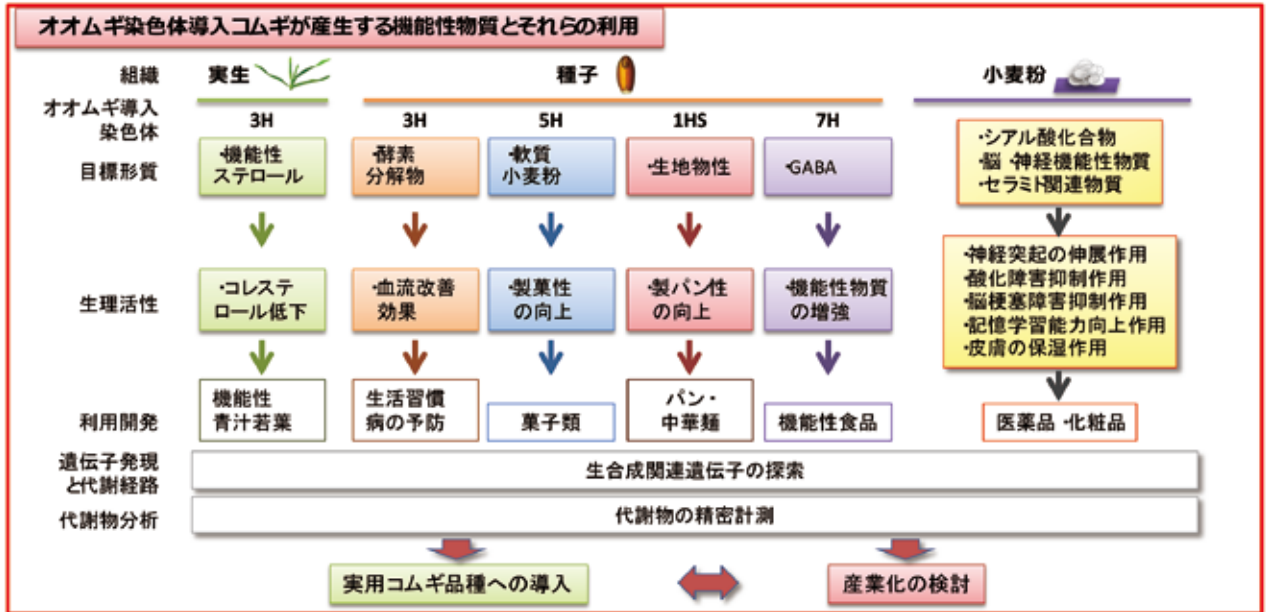 オオムギ染色体導入コムギが産生する機能性物質とそれらの利用
組織
実生
種子
小麦粉
オオムギ導入
染色体
3H
3H
5H
1HS
7H
目標形質
・機能性
ステロール
・酵素
分解物
・軟質
小麦粉
・生地物性
・GABA
・シアル酸化合物
・脳・神経機能性物質
・セラミト関連物質
生理活性
・コレステ
ロール低下
・血流改善
効果
・製菓性
の向上
・製パン性
の向上
・機能性物質
の増強
・神経突起の伸展作用
・酸化障害抑制作用
・脳梗塞障害抑制作用
・記憶学習能力向上作用
・皮膚の保湿作用
利用開発
機能性
青汁若葉
生活習慣
病の予防
菓子類
パン・
中華麺
機能性食品
医薬品・化粧品
遺伝子発現
と代謝経路
生合成関連遺伝子の探索
代謝物分析
代謝物の精密計測
実用コムギ品種への導入
産業化の検討